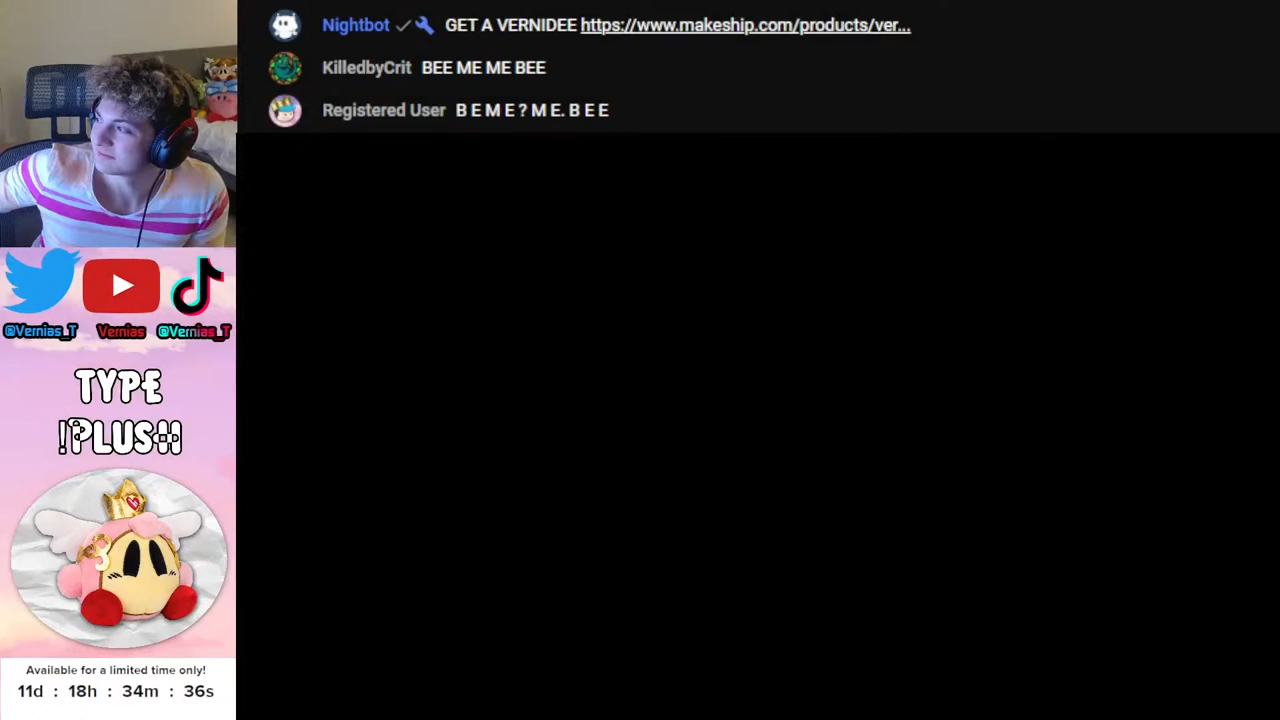 Nightbot GET A VERNIDEE https://www.makeship.com/products/ver...
KilledbyCrit BEE ME ME BEE
Registered User B E M E ? M E. B E E
@Vernias_T Vernias @Vernias_T
TYPE
!PLUSH
Available for a limited time only!
11d : 18h : 34m : 36s